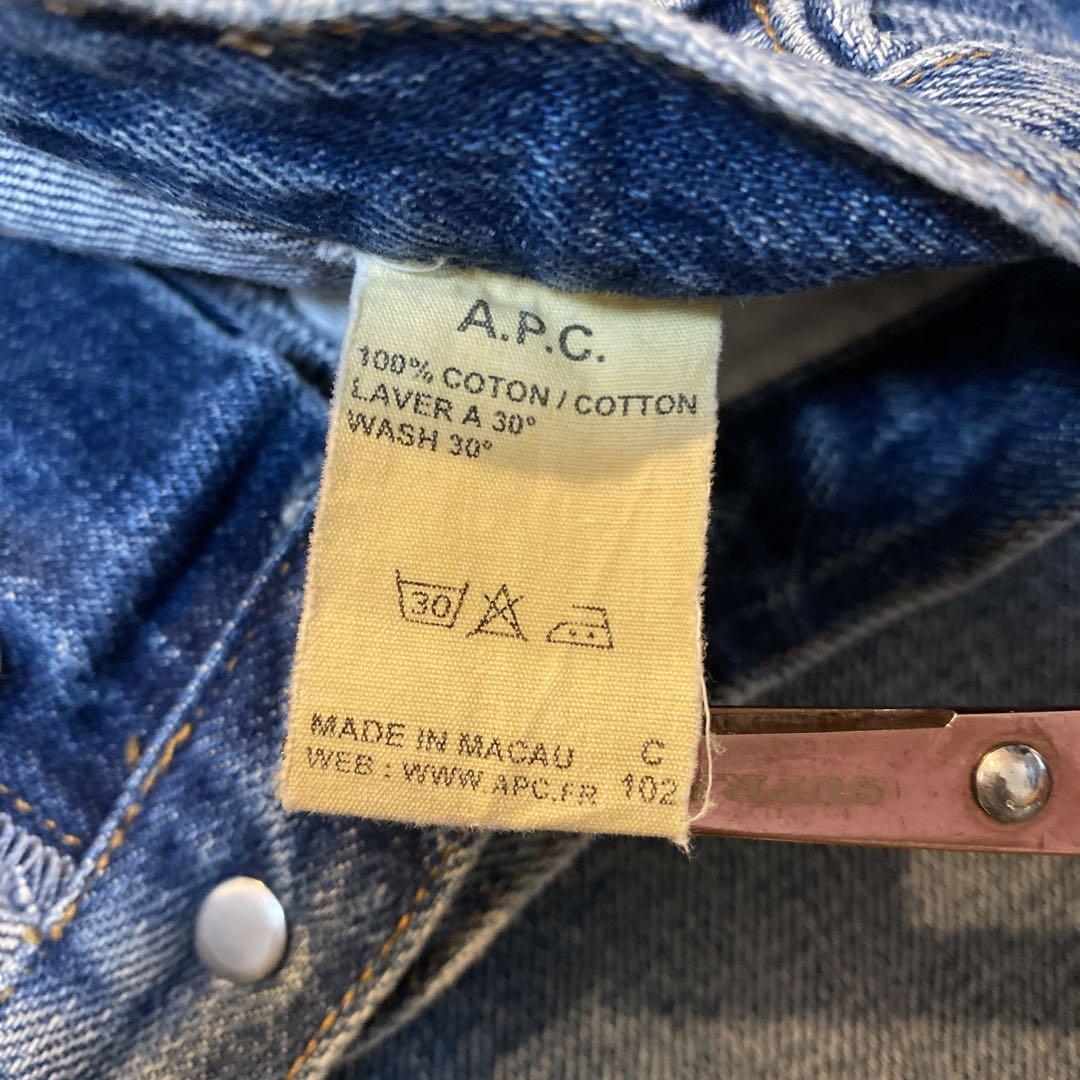 A.P.C.
100% COTON / COTTON
LAVER A 30°
WASH 30°
30
MADE IN MACAU C
WEB : WWW.APC.FR 102